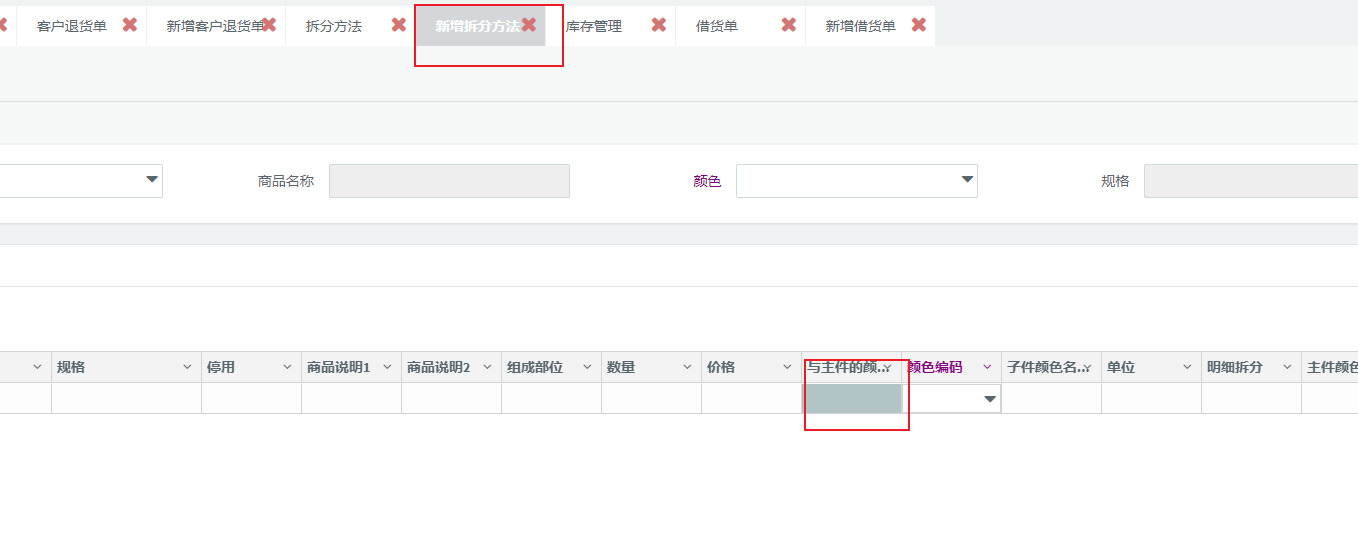 客户退货单 新增客户退货单 拆分方法 新增拆分方法 库存管理 借货单 新增借货单
商品名称 颜色 规格
规格 停用 商品说明1 商品说明2 组成部位 数量 价格 与主件的颜... 颜色编码 子件颜色名... 单位 明细拆分 主件颜色